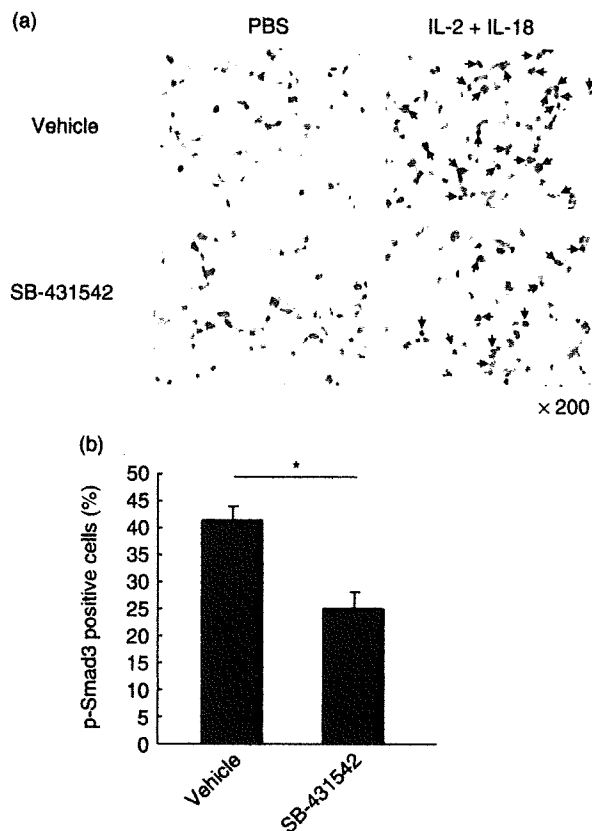 (a)
PBS
IL-2 + IL-18
Vehicle
SB-431542
× 200
(b)
*
50
45
40
35
30
25
20
15
10
5
0
p-Smad3 positive cells (%)
Vehicle
SB-431542